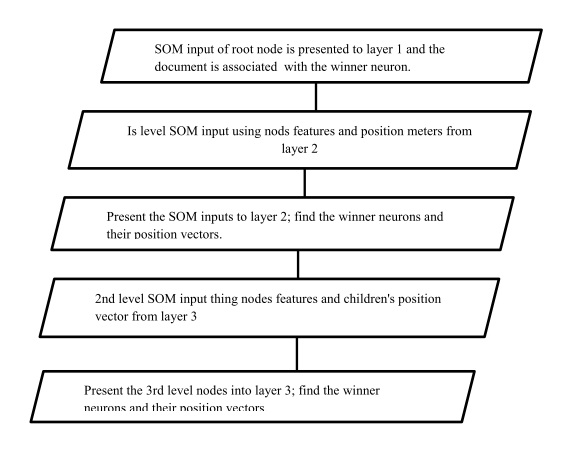 SOM input of root node is presented to layer 1 and the
document is associated with the winner neuron.
Is level SOM input using nods features and position meters from
layer 2
Present the SOM inputs to layer 2; find the winner neurons and
their position vectors.
2nd level SOM input thing nodes features and children's position
vector from layer 3
Present the 3rd level nodes into layer 3; find the winner
neurons and their position vectors